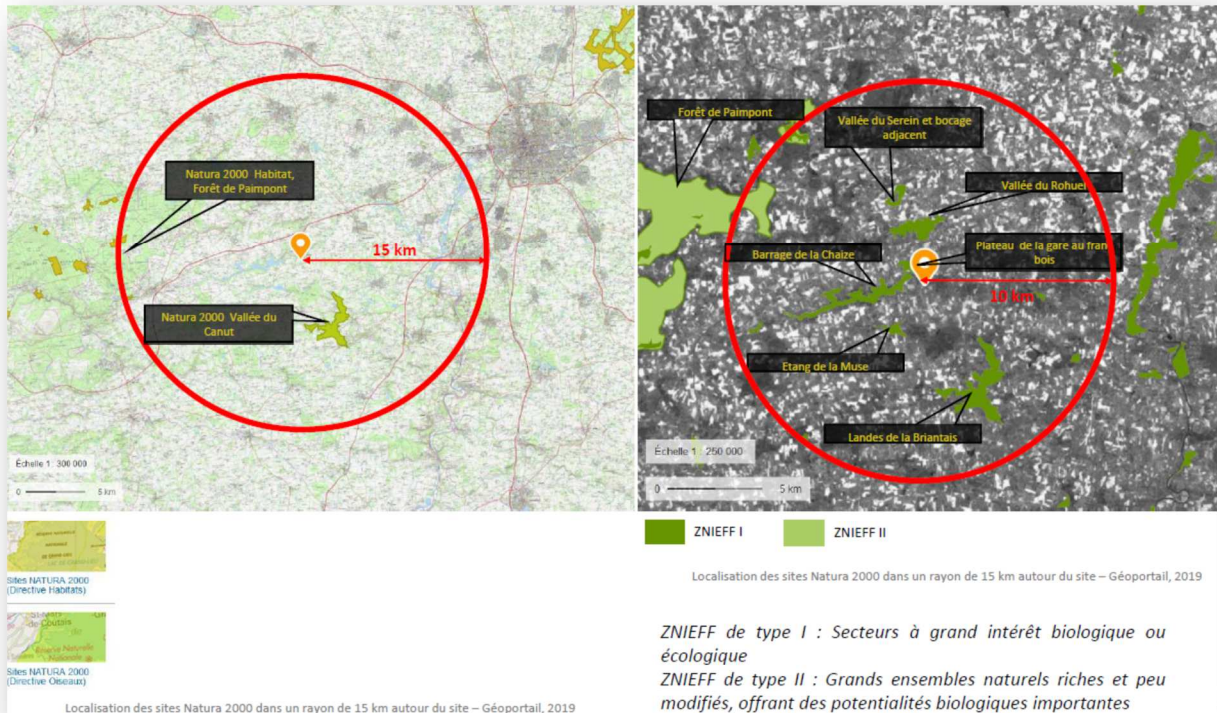 Natura 2000 Habitat,
Forêt de Paimpont
15 km
Natura 2000 Vallée du
Canut
Échelle 1 : 300 000
0 5 km
Sites NATURA 2000
(Directive Habitats)
Sites NATURA 2000
(Directive Oiseaux)
Localisation des sites Natura 2000 dans un rayon de 15 km autour du site – Géoportail, 2019
Forêt de Paimpont
Vallée du Serein et bocage
adjacent
Vallée du Rohuel
Plateau de la gare au franc
bois
Barrage de la Chaize
10 km
Etang de la Muse
Landes de la Briantais
Échelle 1 : 250 000
0 5 km
ZNIEFF I
ZNIEFF II
Localisation des sites Natura 2000 dans un rayon de 15 km autour du site – Géoportail, 2019
ZNIEFF de type I : Secteurs à grand intérêt biologique ou
écologique
ZNIEFF de type II : Grands ensembles naturels riches et peu
modifiés, offrant des potentialités biologiques importantes